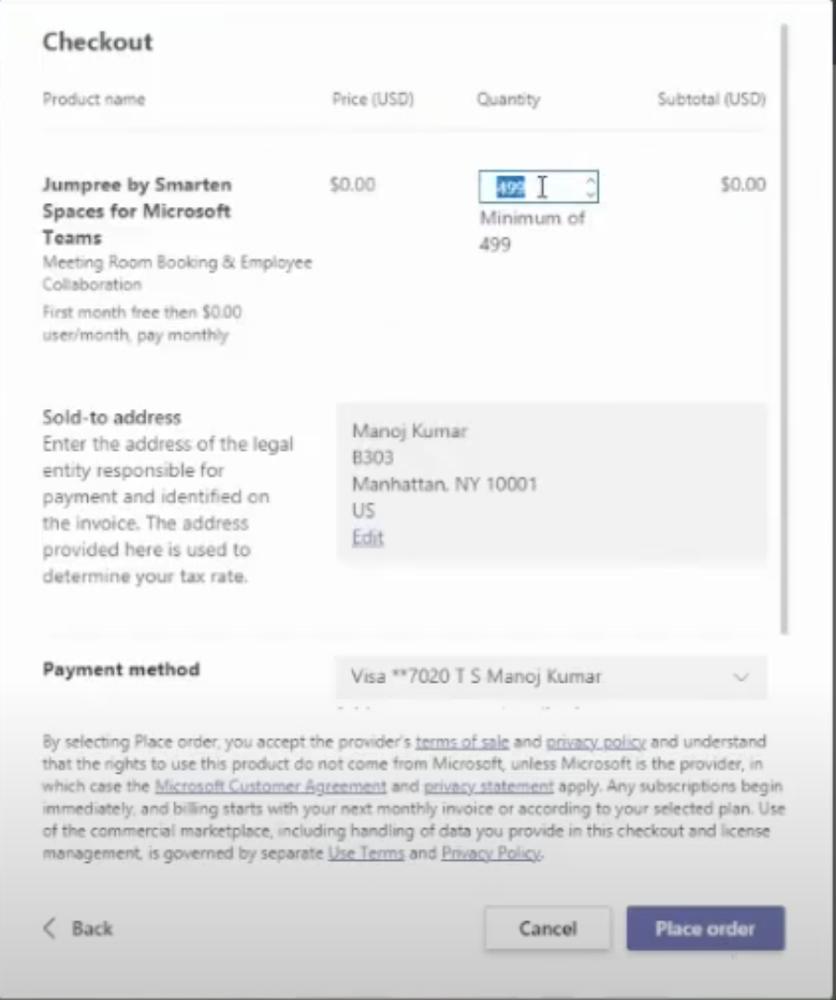 Checkout
Product name Price (USD) Quantity Subtotal (USD)
Jumpree by Smarten
Spaces for Microsoft
Teams
Meeting Room Booking & Employee
Collaboration
First month free then $0.00
user/month, pay monthly
$0.00
499
Minimum of
499
$0.00
Sold-to address
Enter the address of the legal
entity responsible for
payment and identified on
the invoice. The address
provided here is used to
determine your tax rate.
Manoj Kumar
B303
Manhattan, NY 10001
US
Edit
Payment method
Visa **7020 T S Manoj Kumar
By selecting Place order, you accept the provider's terms of sale and privacy policy and understand
that the rights to use this product do not come from Microsoft, unless Microsoft is the provider, in
which case the Microsoft Customer Agreement and privacy statement apply. Any subscriptions begin
immediately, and billing starts with your next monthly invoice or according to your selected plan. Use
of the commercial marketplace, including handling of data you provide in this checkout and license
management, is governed by separate Use Terms and Privacy Policy.
Back
Cancel
Place order